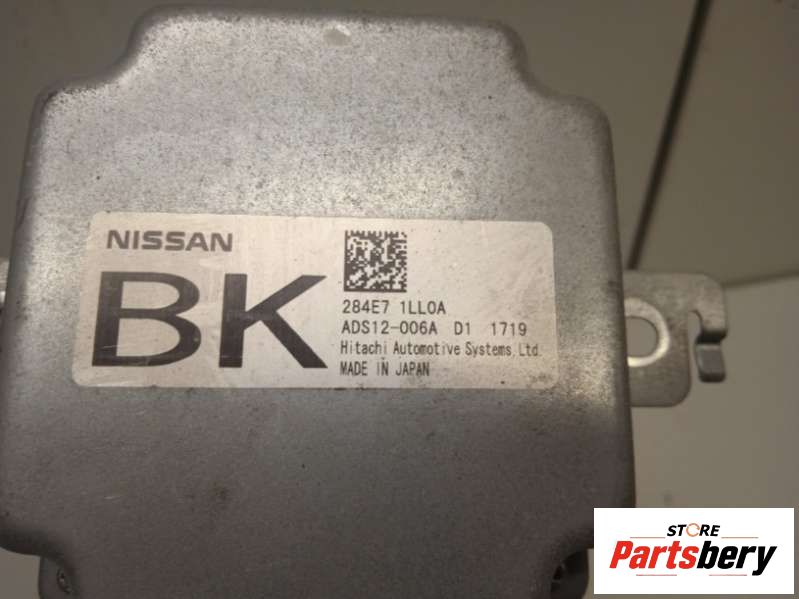 NISSAN
BK
284E7 1LL0A
ADS12-006A D1 1719
Hitachi Automotive Systems,Ltd.
MADE IN JAPAN
STORE
Partsbery